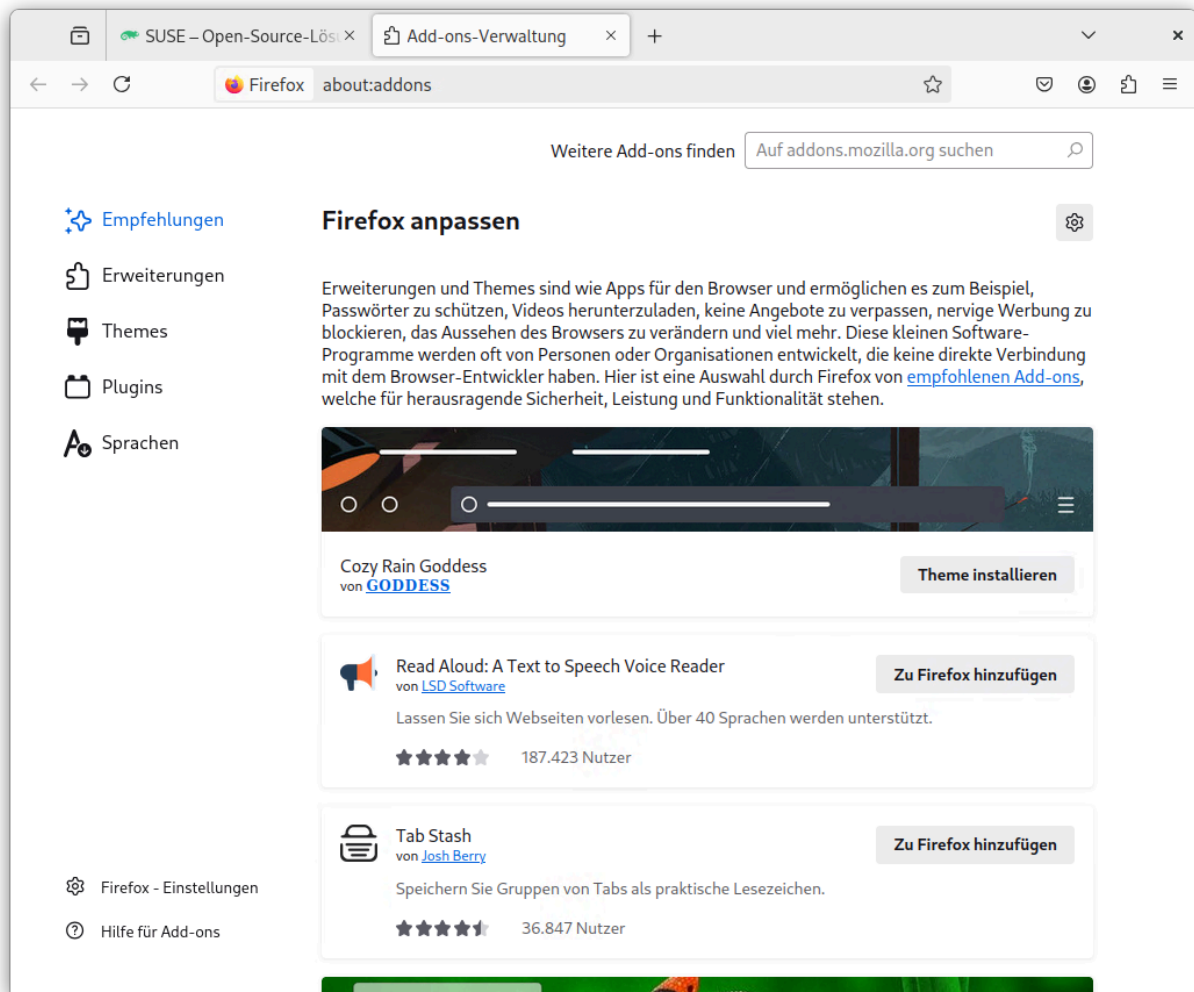 SUSE – Open-Source-Lös
Add-ons-Verwaltung
Firefox
about:addons
Weitere Add-ons finden
Auf addons.mozilla.org suchen
Empfehlungen
Erweiterungen
Themes
Plugins
Sprachen
Firefox anpassen
Erweiterungen und Themes sind wie Apps für den Browser und ermöglichen es zum Beispiel,
Passwörter zu schützen, Videos herunterzuladen, keine Angebote zu verpassen, nervige Werbung zu
blockieren, das Aussehen des Browsers zu verändern und viel mehr. Diese kleinen Software-
Programme werden oft von Personen oder Organisationen entwickelt, die keine direkte Verbindung
mit dem Browser-Entwickler haben. Hier ist eine Auswahl durch Firefox von empfohlenen Add-ons,
welche für herausragende Sicherheit, Leistung und Funktionalität stehen.
Cozy Rain Goddess
von GODDESS
Theme installieren
Read Aloud: A Text to Speech Voice Reader
von LSD Software
Zu Firefox hinzufügen
Lassen Sie sich Webseiten vorlesen. Über 40 Sprachen werden unterstützt.
187.423 Nutzer
Tab Stash
von Josh Berry
Zu Firefox hinzufügen
Speichern Sie Gruppen von Tabs als praktische Lesezeichen.
36.847 Nutzer
Firefox - Einstellungen
Hilfe für Add-ons